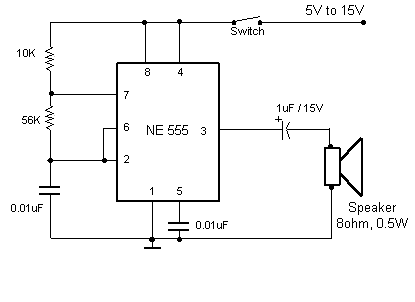 5V to 15V
Switch
10K
8
4
7
1uF / 15V
+
56K
6
NE 555
3
2
1
5
0.01uF
0.01uF
Speaker
8ohm, 0.5W